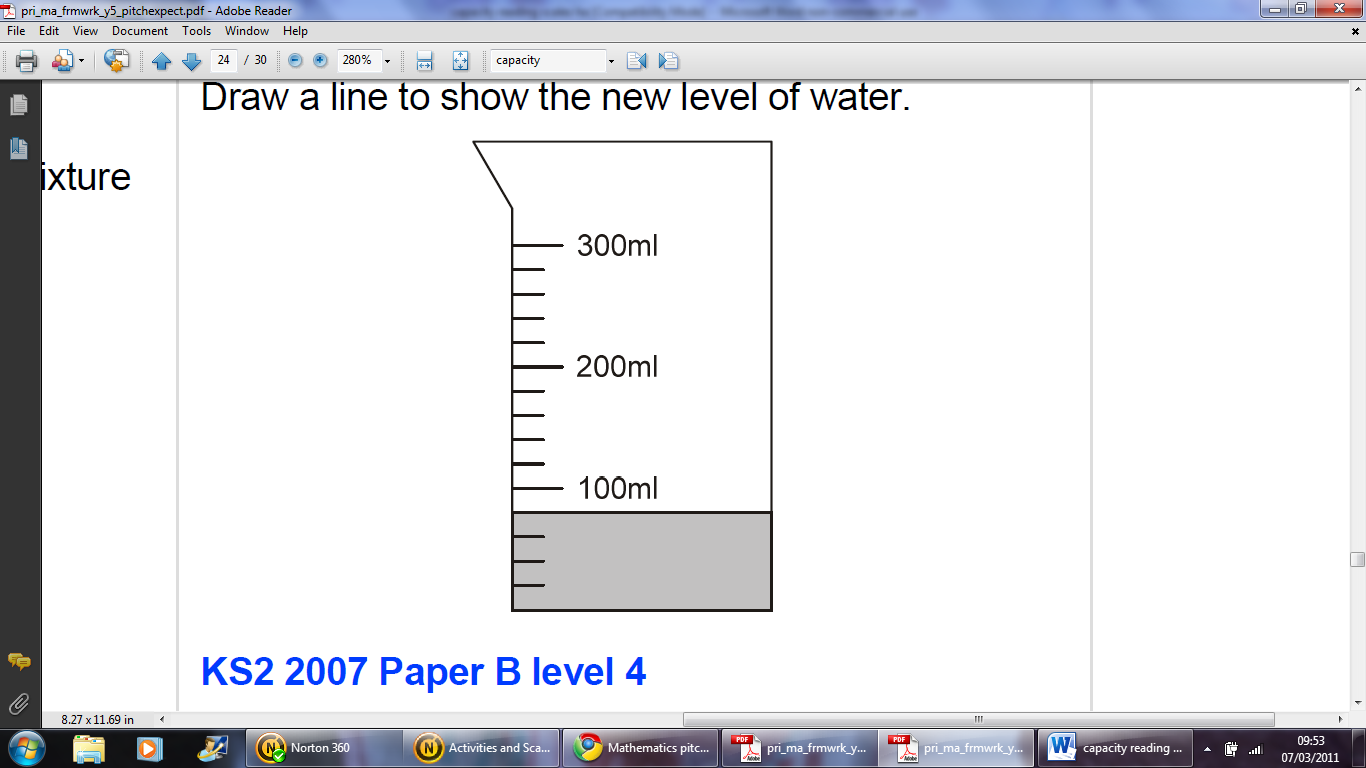 pri_ma_frmwrk_y5_pitchexpect.pdf - Adobe Reader
File Edit View Document Tools Window Help
24 / 30 280% capacity
Draw a line to show the new level of water.
ixture
300ml
200ml
100ml
KS2 2007 Paper B level 4
8.27 x 11.69 in
Norton 360 Activities and Sca... Mathematics pitc... pri_ma_frmwrk_y... pri_ma_frmwrk_y... capacity reading ... 09:53
07/03/2011